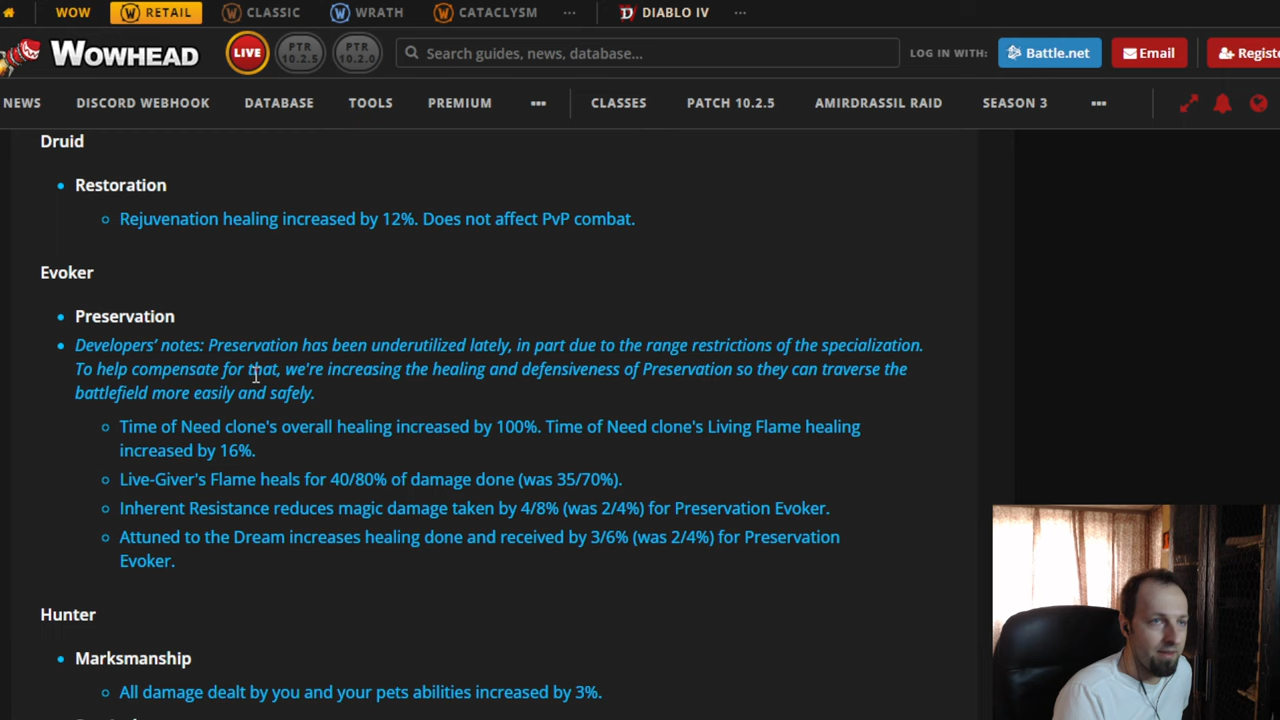 WOW RETAIL CLASSIC WRATH CATACLYSM ··· DIABLO IV ···
WOWHEAD LIVE PTR 10.2.5 PTR 10.2.0 Search guides, news, database... LOG IN WITH: Battle.net Email Registe
NEWS DISCORD WEBHOOK DATABASE TOOLS PREMIUM ··· CLASSES PATCH 10.2.5 AMIRDRASSIL RAID SEASON 3 ···
Druid
Restoration
Rejuvenation healing increased by 12%. Does not affect PvP combat.
Evoker
Preservation
Developers’ notes: Preservation has been underutilized lately, in part due to the range restrictions of the specialization.
To help compensate for that, we're increasing the healing and defensiveness of Preservation so they can traverse the
battlefield more easily and safely.
Time of Need clone's overall healing increased by 100%. Time of Need clone's Living Flame healing
increased by 16%.
Live-Giver's Flame heals for 40/80% of damage done (was 35/70%).
Inherent Resistance reduces magic damage taken by 4/8% (was 2/4%) for Preservation Evoker.
Attuned to the Dream increases healing done and received by 3/6% (was 2/4%) for Preservation
Evoker.
Hunter
Marksmanship
All damage dealt by you and your pets abilities increased by 3%.